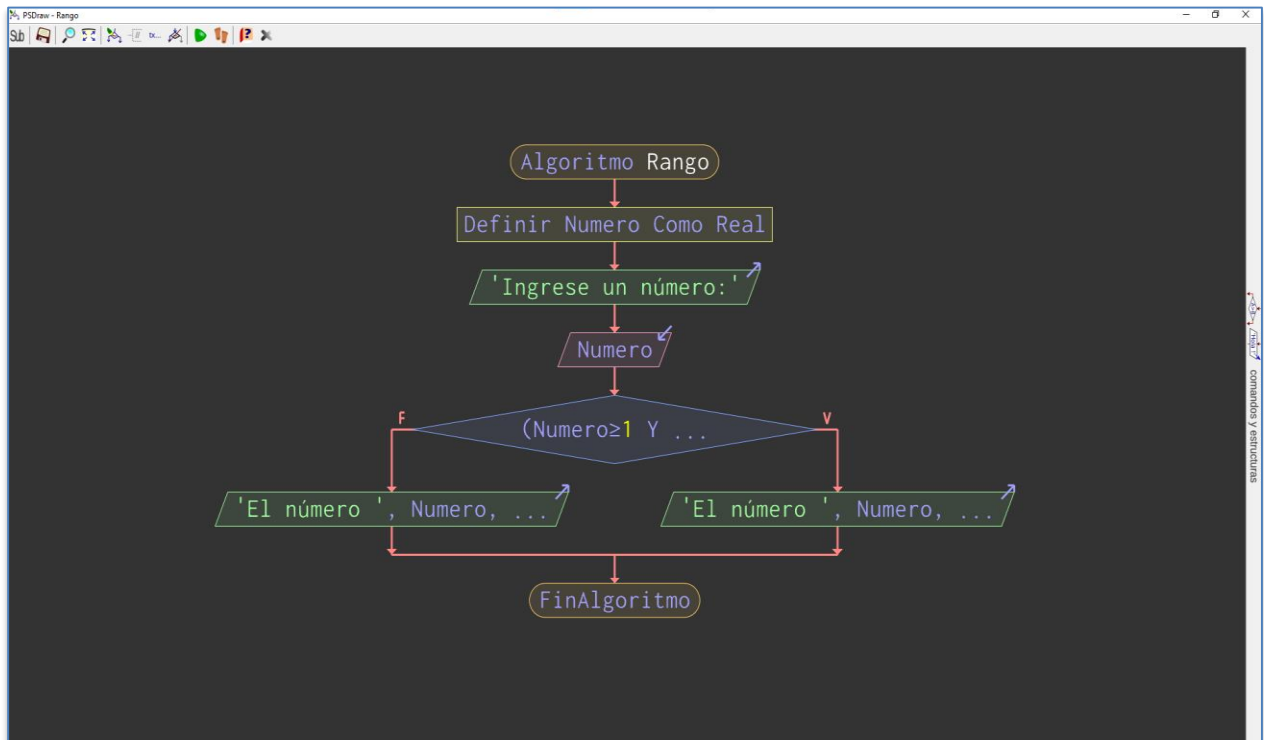 PSDraw - Rango
Sub
Algoritmo Rango
Definir Numero Como Real
'Ingrese un número:'
Numero
F
(Numero≥1 Y ...
V
'El número ', Numero, ...
'El número ', Numero, ...
FinAlgoritmo
comandos y estructuras